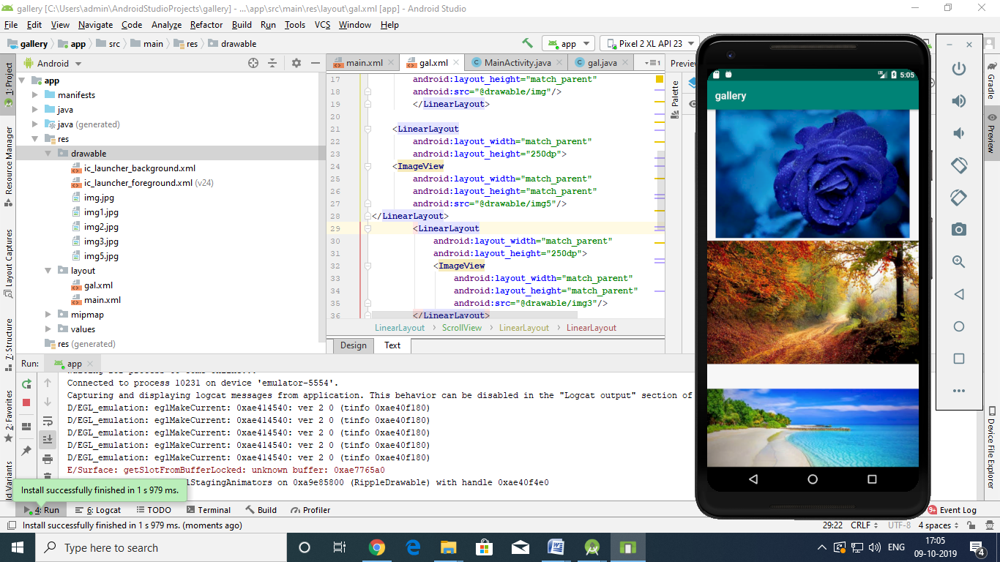 gallery [C:\Users\admin\AndroidStudioProjects\gallery] - ...\app\src\main\res\layout\gal.xml [app] - Android Studio
File Edit View Navigate Code Analyze Refactor Build Run Tools VCS Window Help
gallery app src main res drawable
app Pixel 2 XL API 23
Android
main.xml gal.xml MainActivity.java gal.java
1 Preview
1: Project
Resource Manager
Layout Captures
7: Structure
2: Favorites
ld Variants
app
manifests
java
java (generated)
res
drawable
ic_launcher_background.xml
ic_launcher_foreground.xml (v24)
img.jpg
img1.jpg
img2.jpg
img3.jpg
img5.jpg
layout
gal.xml
main.xml
mipmap
values
res (generated)
17 android:layout_height="match_parent"
18 android:src="@drawable/img"/>
19 </LinearLayout>
20
21 <LinearLayout
22 android:layout_width="match_parent"
23 android:layout_height="250dp">
24 <ImageView
25 android:layout_width="match_parent"
26 android:layout_height="match_parent"
27 android:src="@drawable/img5"/>
28 </LinearLayout>
29 <LinearLayout
30 android:layout_width="match_parent"
31 android:layout_height="250dp">
32 <ImageView
33 android:layout_width="match_parent"
34 android:layout_height="match_parent"
35 android:src="@drawable/img3"/>
36 </LinearLayout>
LinearLayout ScrollView LinearLayout LinearLayout
Design Text
Palette
5:05
gallery
Gradle
Preview
Device File Explorer
Run: app
Waiting for process to come online...
Connected to process 10231 on device 'emulator-5554'.
Capturing and displaying logcat messages from application. This behavior can be disabled in the "Logcat output" section of
D/EGL_emulation: eglMakeCurrent: 0xae414540: ver 2 0 (tinfo 0xae40f180)
D/EGL_emulation: eglMakeCurrent: 0xae414540: ver 2 0 (tinfo 0xae40f180)
D/EGL_emulation: eglMakeCurrent: 0xae414540: ver 2 0 (tinfo 0xae40f180)
D/EGL_emulation: eglMakeCurrent: 0xae414540: ver 2 0 (tinfo 0xae40f180)
D/EGL_emulation: eglMakeCurrent: 0xae414540: ver 2 0 (tinfo 0xae40f180)
E/Surface: getSlotFromBufferLocked: unknown buffer: 0xae7765a0
lStagingAnimators on 0xa9e85800 (RippleDrawable) with handle 0xae40f4e0
Install successfully finished in 1 s 979 ms.
4: Run 6: Logcat TODO Terminal Build Profiler 9+ Event Log
Install successfully finished in 1 s 979 ms. (moments ago) 29:22 CRLF UTF-8 4 spaces
Type here to search
ENG 17:05
09-10-2019
4